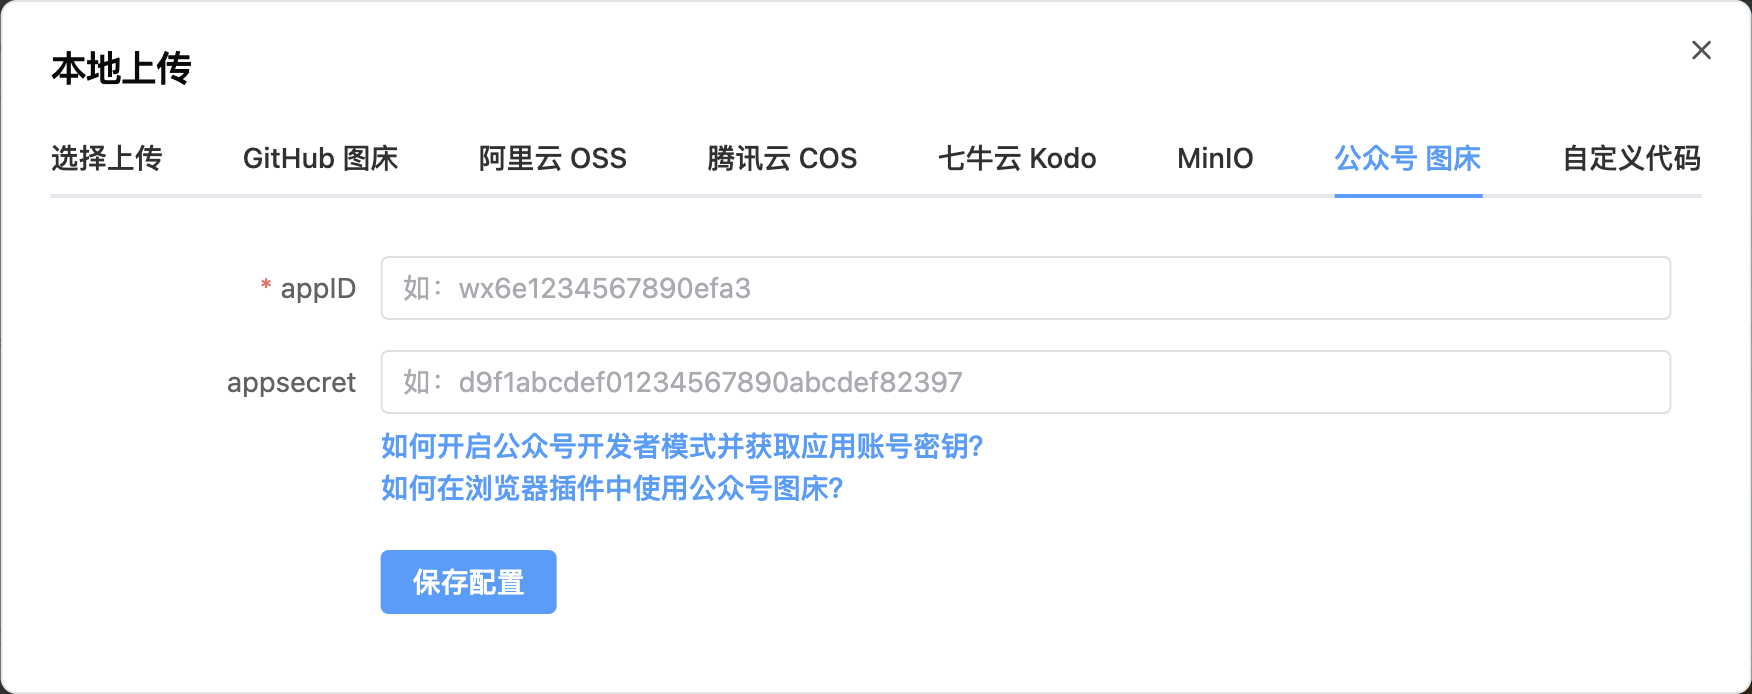 本地上传
选择上传 GitHub 图床 阿里云 OSS 腾讯云 COS 七牛云 Kodo MinIO 公众号 图床 自定义代码
* appID 如：wx6e1234567890efa3
appsecret 如：d9f1abcdef01234567890abcdef82397
如何开启公众号开发者模式并获取应用账号密钥?
如何在浏览器插件中使用公众号图床?
保存配置